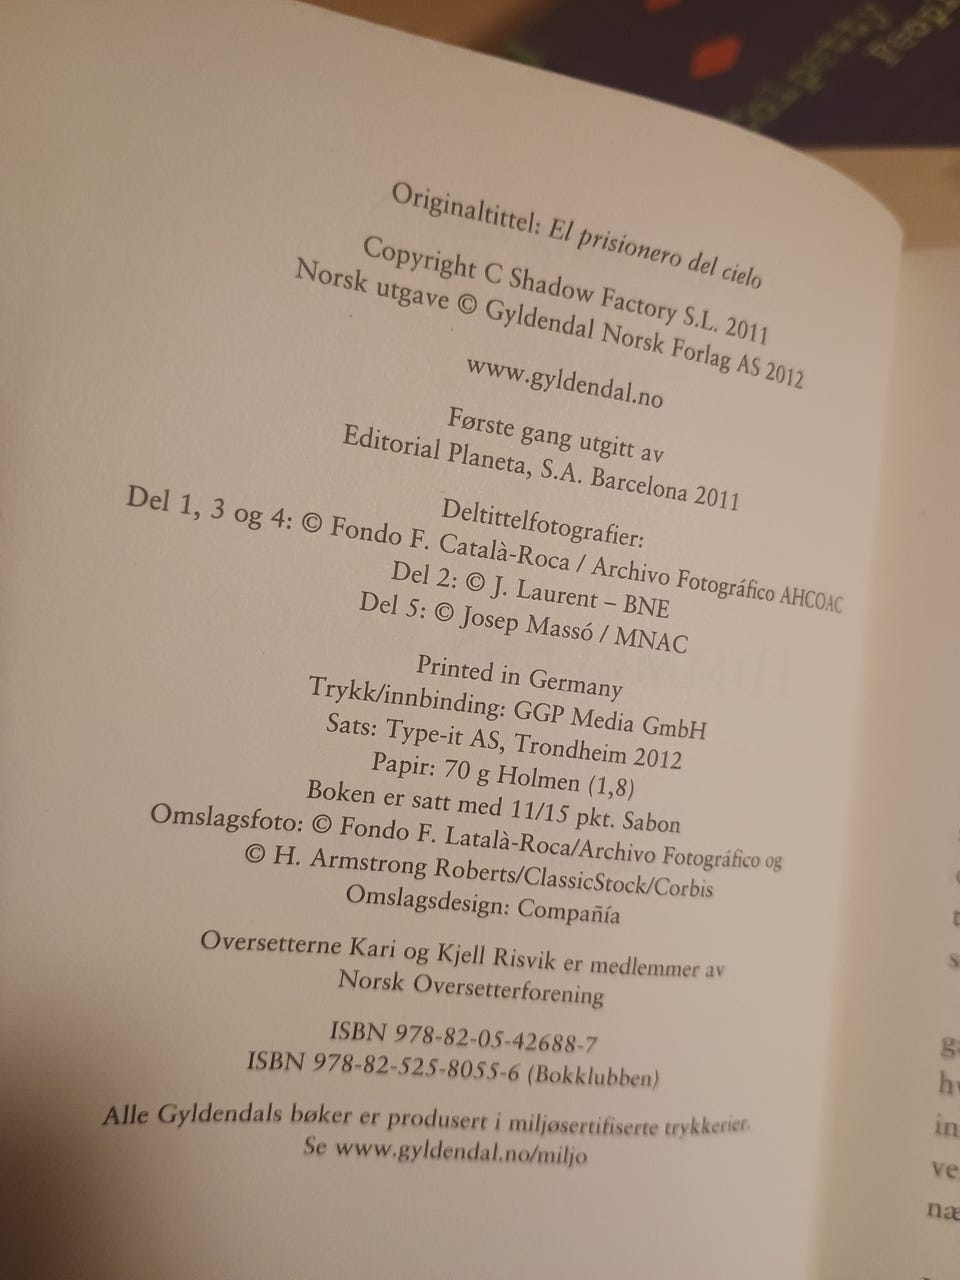 Originaltittel: El prisionero del cielo
Copyright C Shadow Factory S.L. 2011
Norsk utgave © Gyldendal Norsk Forlag AS 2012
www.gyldendal.no
Første gang utgitt av
Editorial Planeta, S.A. Barcelona 2011
Deltittelfotografier:
Del 1, 3 og 4: © Fondo F. Català-Roca / Archivo Fotográfico AHCOAC
Del 2: © J. Laurent – BNE
Del 5: © Josep Massó / MNAC
Printed in Germany
Trykk/innbinding: GGP Media GmbH
Sats: Type-it AS, Trondheim 2012
Papir: 70 g Holmen (1,8)
Boken er satt med 11/15 pkt. Sabon
Omslagsfoto: © Fondo F. Latalà-Roca/Archivo Fotográfico og
© H. Armstrong Roberts/ClassicStock/Corbis
Omslagsdesign: Compañía
Oversetterne Kari og Kjell Risvik er medlemmer av
Norsk Oversetterforening
ISBN 978-82-05-42688-7
ISBN 978-82-525-8055-6 (Bokklubben)
Alle Gyldendals bøker er produsert i miljøsertifiserte trykkerier.
Se www.gyldendal.no/miljo